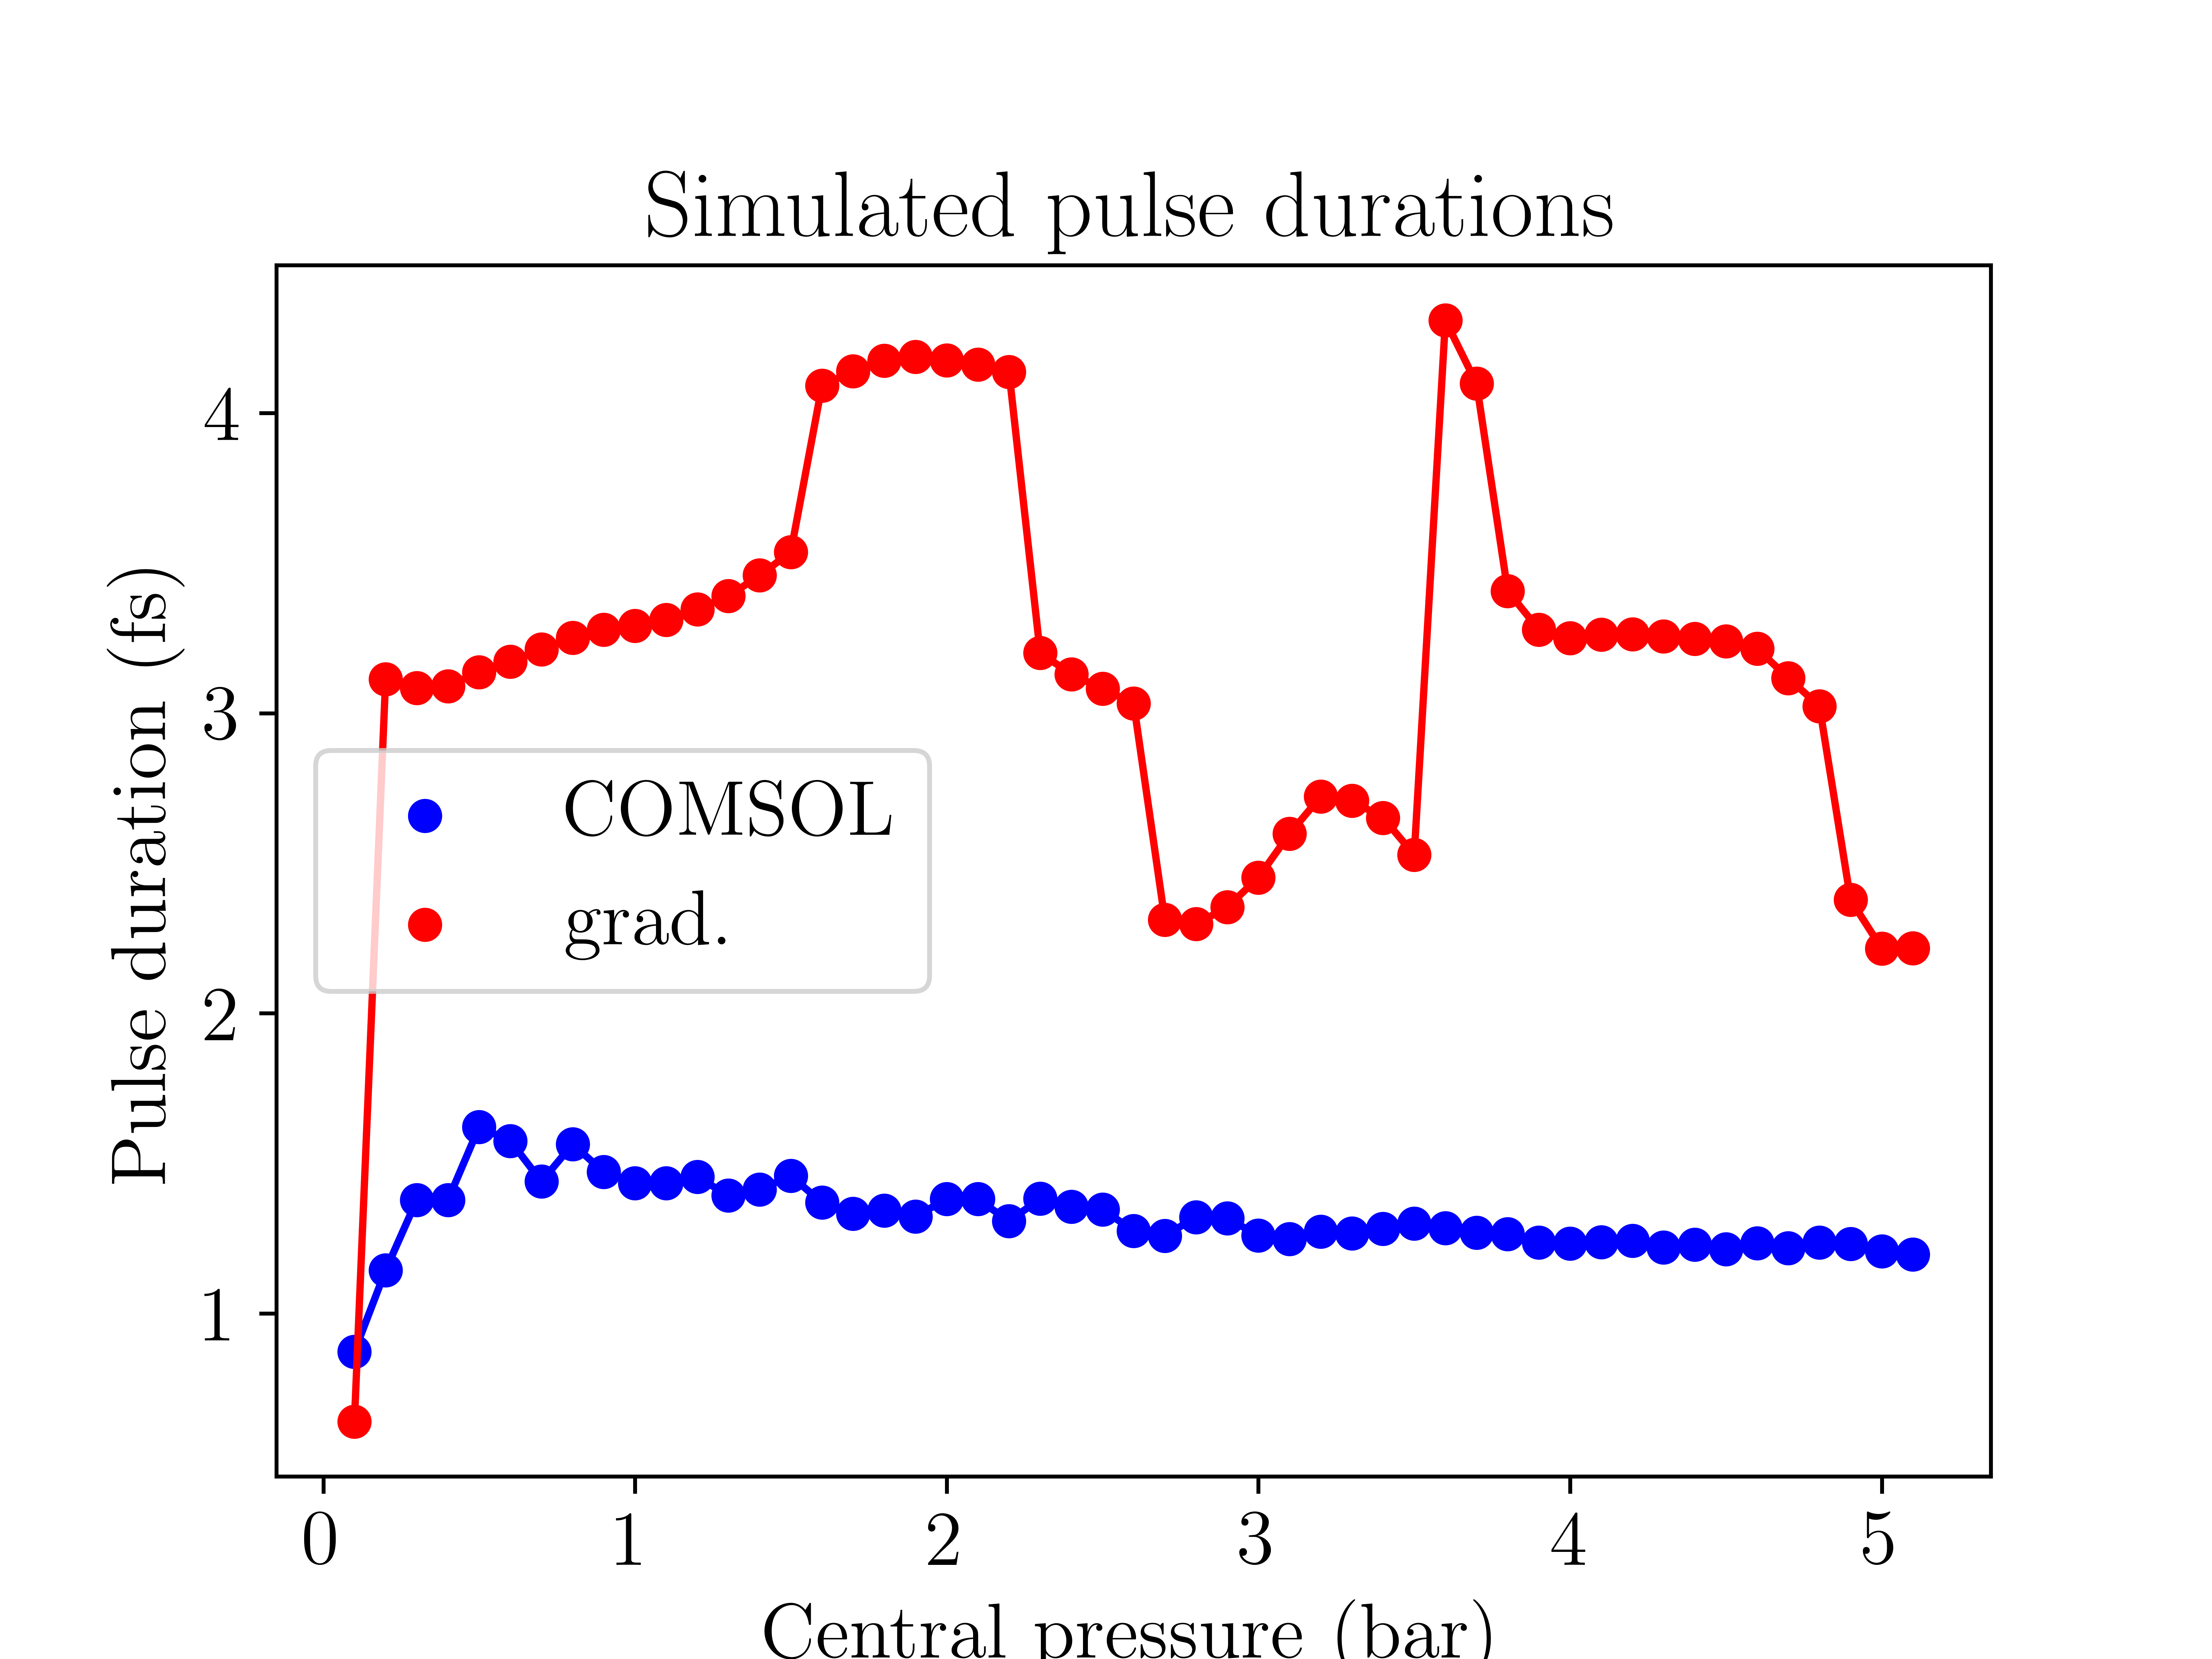 Simulated pulse durations
Pulse duration (fs)
4
3
2
1
COMSOL
grad.
0 1 2 3 4 5
Central pressure (bar)